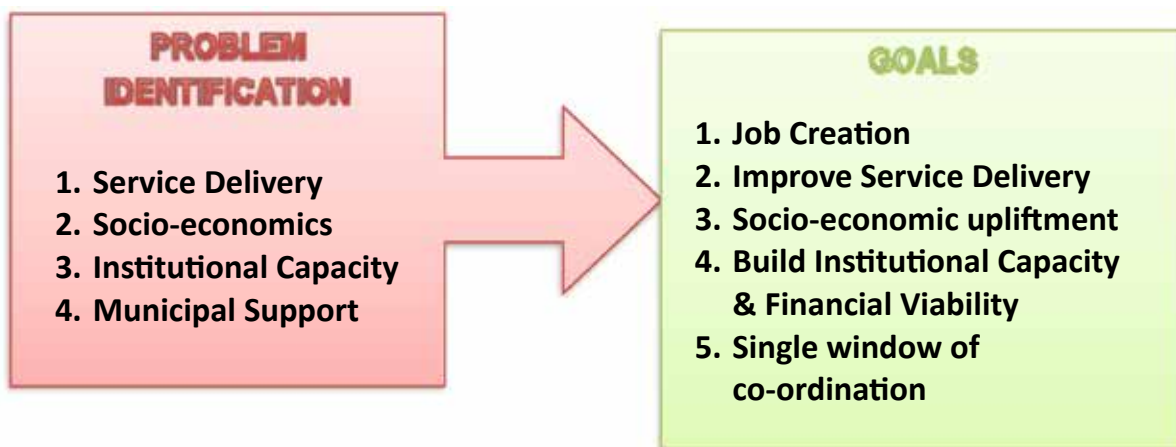 PROBLEM
IDENTIFICATION
1. Service Delivery
2. Socio-economics
3. Institutional Capacity
4. Municipal Support
GOALS
1. Job Creation
2. Improve Service Delivery
3. Socio-economic upliftment
4. Build Institutional Capacity
& Financial Viability
5. Single window of
co-ordination